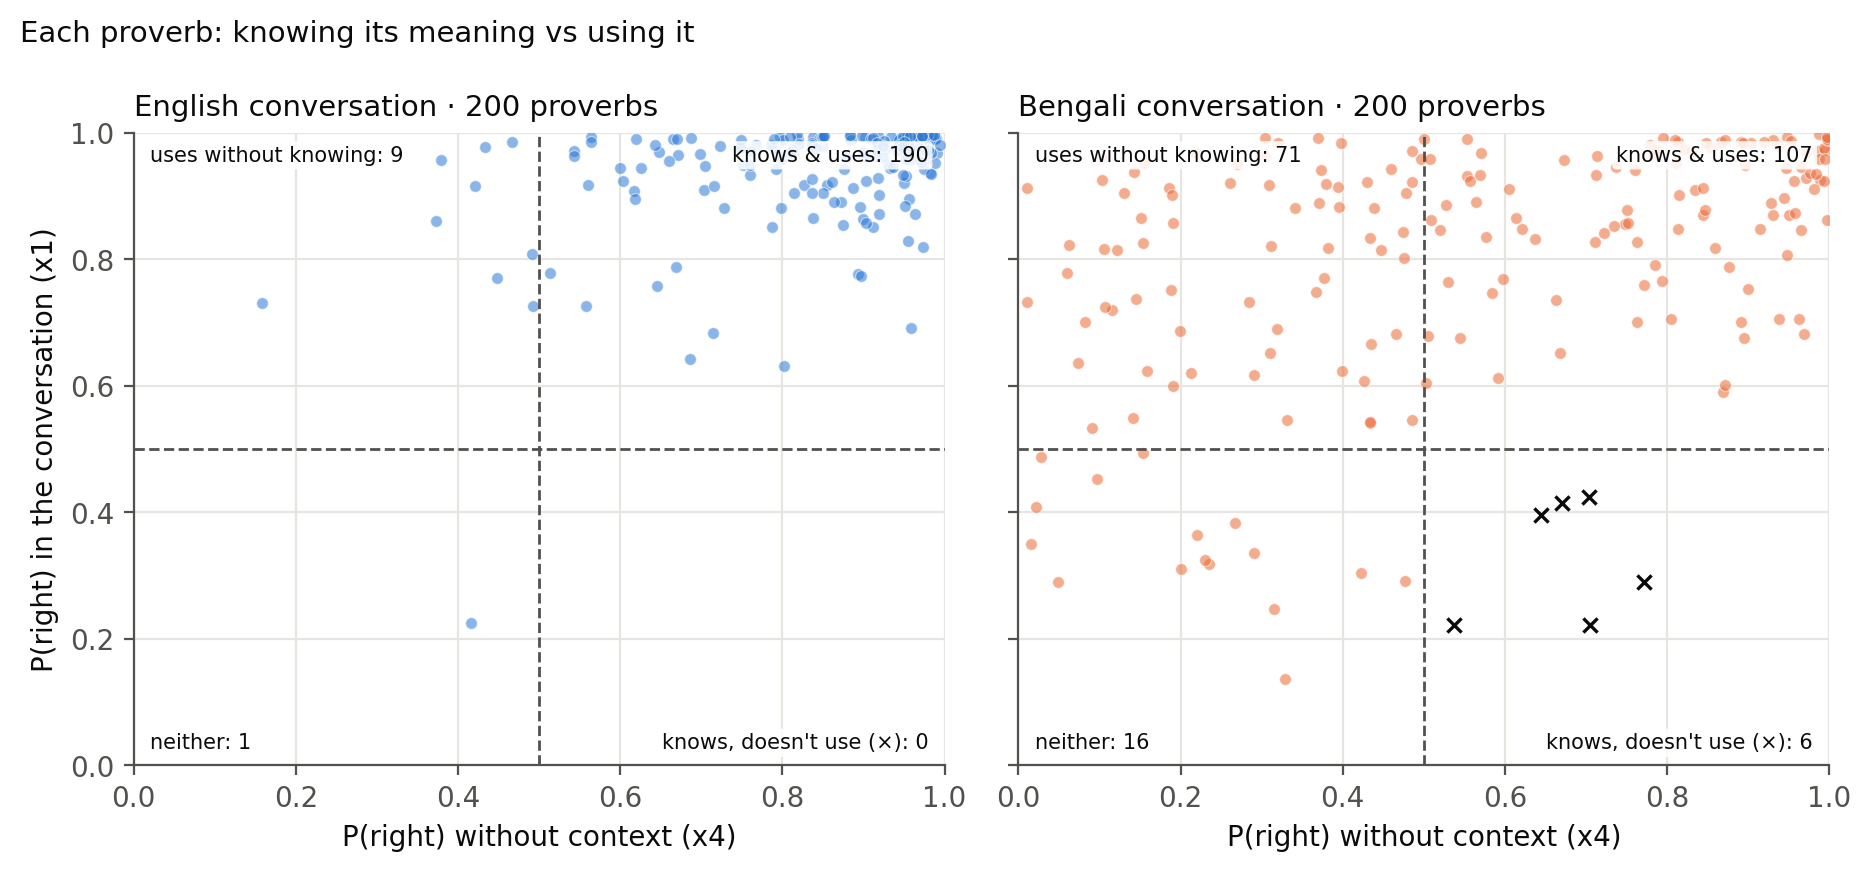 Each proverb: knowing its meaning vs using it
English conversation · 200 proverbs
Bengali conversation · 200 proverbs
P(right) in the conversation (x1)
1.0
0.8
0.6
0.4
0.2
0.0
uses without knowing: 9
knows & uses: 190
neither: 1
knows, doesn't use (×): 0
uses without knowing: 71
knows & uses: 107
neither: 16
knows, doesn't use (×): 6
0.0 0.2 0.4 0.6 0.8 1.0
0.0 0.2 0.4 0.6 0.8 1.0
P(right) without context (x4)
P(right) without context (x4)